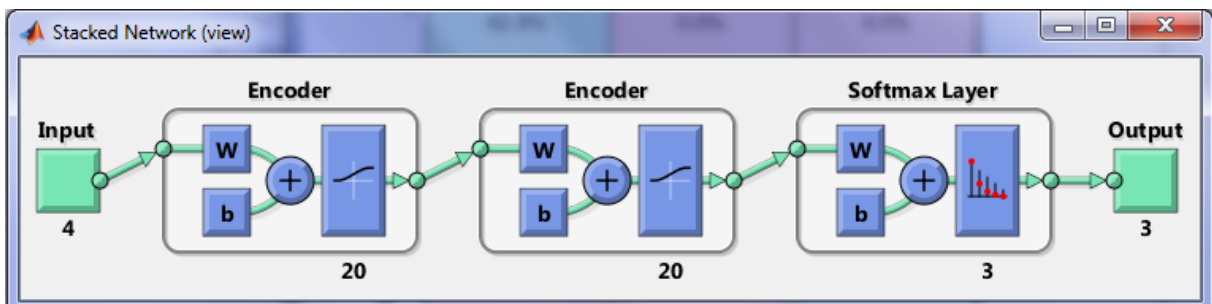 Stacked Network (view)
Encoder
Encoder
Softmax Layer
Input
Output
W
W
W
b
b
b
4
20
20
3
3